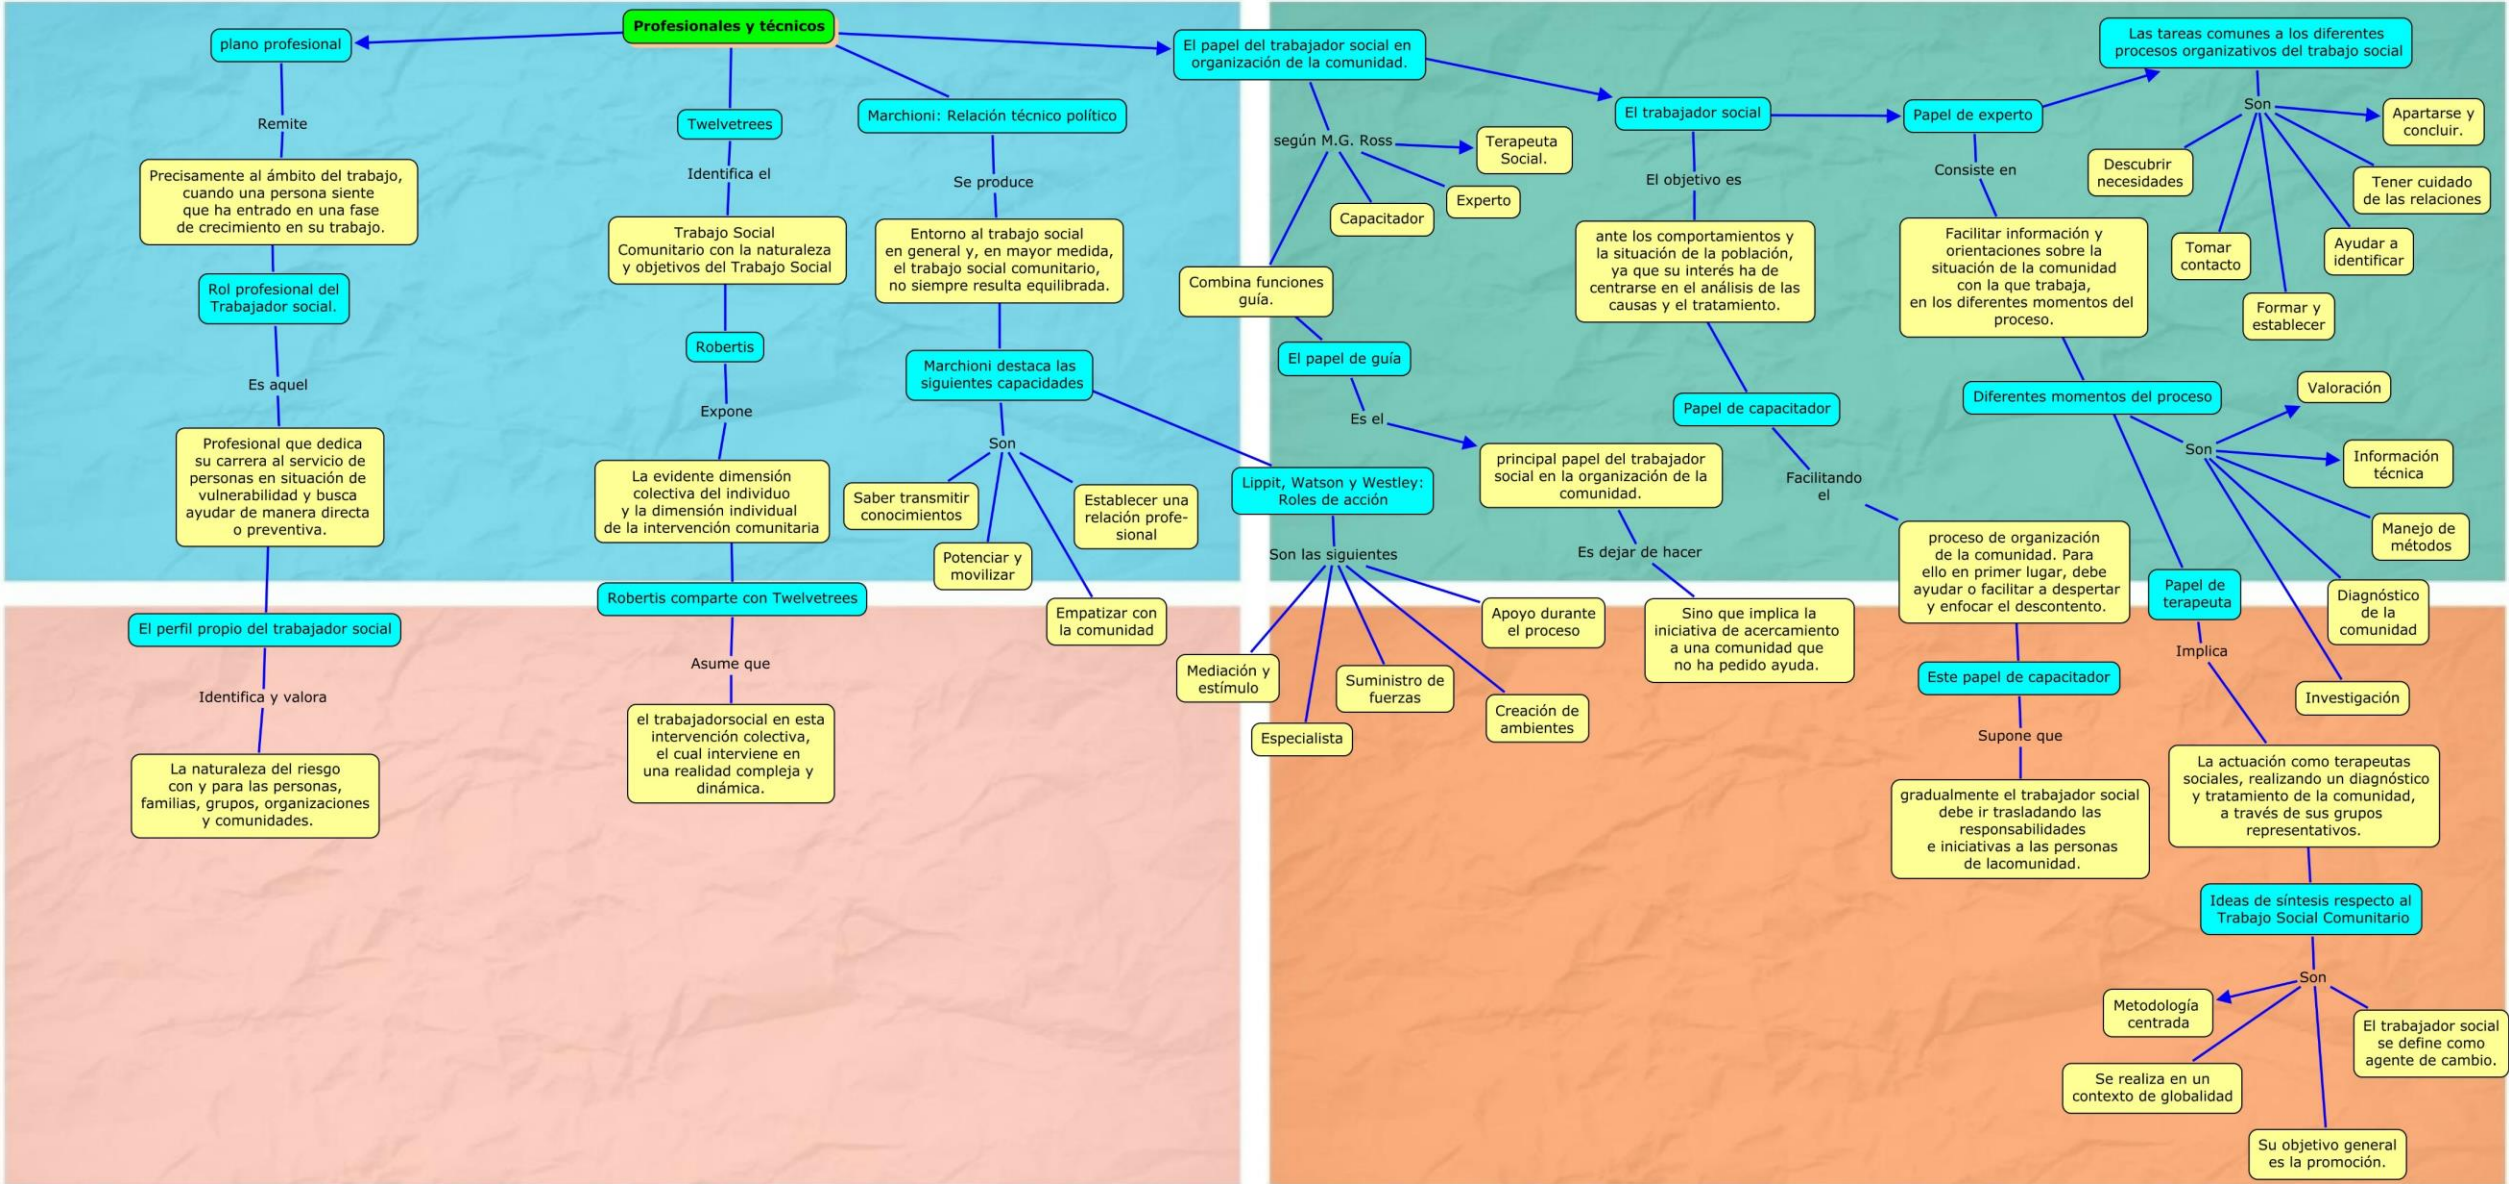 Profesionales y técnicos
plano profesional
Remite
Precisamente al ámbito del trabajo,
cuando una persona siente
que ha entrado en una fase
de crecimiento en su trabajo.
Rol profesional del
Trabajador social.
Es aquel
Profesional que dedica
su carrera al servicio de
personas en situación de
vulnerabilidad y busca
ayudar de manera directa
o preventiva.
El perfil propio del trabajador social
Identifica y valora
La naturaleza del riesgo
con y para las personas,
familias, grupos, organizaciones
y comunidades.
Twelvetrees
Identifica el
Trabajo Social
Comunitario con la naturaleza
y objetivos del Trabajo Social
Robertis
Expone
La evidente dimensión
colectiva del individuo
y la dimensión individual
de la intervención comunitaria
Robertis comparte con Twelvetrees
Asume que
el trabajadorsocial en esta
intervención colectiva,
el cual interviene en
una realidad compleja y
dinámica.
Marchioni: Relación técnico político
Se produce
Entorno al trabajo social
en general y, en mayor medida,
el trabajo social comunitario,
no siempre resulta equilibrada.
Marchioni destaca las
siguientes capacidades
Son
Saber transmitir
conocimientos
Potenciar y
movilizar
Empatizar con
la comunidad
Establecer una
relación profe-
sional
Lippit, Watson y Westley:
Roles de acción
Son las siguientes
Mediación y
estímulo
Especialista
Suministro de
fuerzas
Creación de
ambientes
Apoyo durante
el proceso
El papel del trabajador social en
organización de la comunidad.
según M.G. Ross
Terapeuta
Social.
Experto
Capacitador
Combina funciones
guía.
El papel de guía
Es el
principal papel del trabajador
social en la organización de la
comunidad.
Es dejar de hacer
Sino que implica la
iniciativa de acercamiento
a una comunidad que
no ha pedido ayuda.
El trabajador social
El objetivo es
ante los comportamientos y
la situación de la población,
ya que su interés ha de
centrarse en el análisis de las
causas y el tratamiento.
Papel de capacitador
Facilitando
el
proceso de organización
de la comunidad. Para
ello en primer lugar, debe
ayudar o facilitar a despertar
y enfocar el descontento.
Este papel de capacitador
Supone que
gradualmente el trabajador social
debe ir trasladando las
responsabilidades
e iniciativas a las personas
de lacomunidad.
Papel de experto
Consiste en
Facilitar información y
orientaciones sobre la
situación de la comunidad
con la que trabaja,
en los diferentes momentos del
proceso.
Diferentes momentos del proceso
Son
Valoración
Información
técnica
Manejo de
métodos
Diagnóstico
de la
comunidad
Investigación
Papel de
terapeuta
Implica
La actuación como terapeutas
sociales, realizando un diagnóstico
y tratamiento de la comunidad,
a través de sus grupos
representativos.
Ideas de síntesis respecto al
Trabajo Social Comunitario
Son
Metodología
centrada
Se realiza en un
contexto de globalidad
Su objetivo general
es la promoción.
El trabajador social
se define como
agente de cambio.
Las tareas comunes a los diferentes
procesos organizativos del trabajo social
Son
Descubrir
necesidades
Tomar
contacto
Formar y
establecer
Ayudar a
identificar
Tener cuidado
de las relaciones
Apartarse y
concluir.